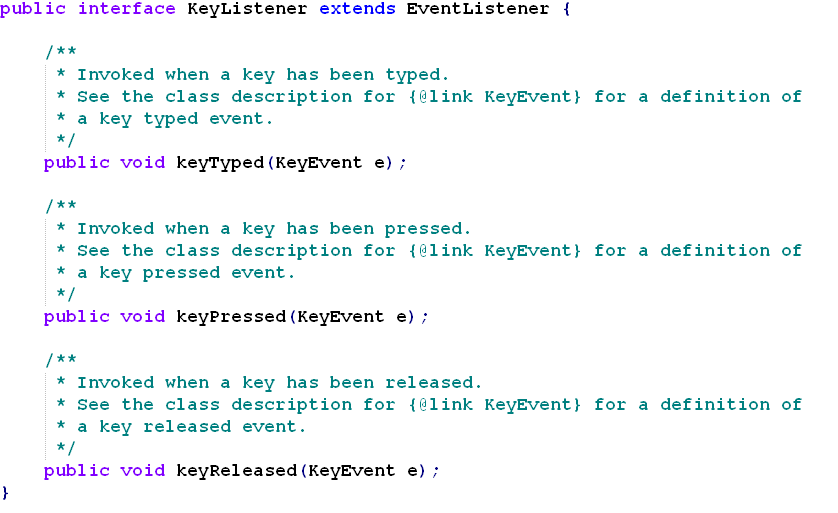 public interface KeyListener extends EventListener {
/**
* Invoked when a key has been typed.
* See the class description for {@link KeyEvent} for a definition of
* a key typed event.
*/
public void keyTyped(KeyEvent e);
/**
* Invoked when a key has been pressed.
* See the class description for {@link KeyEvent} for a definition of
* a key pressed event.
*/
public void keyPressed(KeyEvent e);
/**
* Invoked when a key has been released.
* See the class description for {@link KeyEvent} for a definition of
* a key released event.
*/
public void keyReleased(KeyEvent e);
}